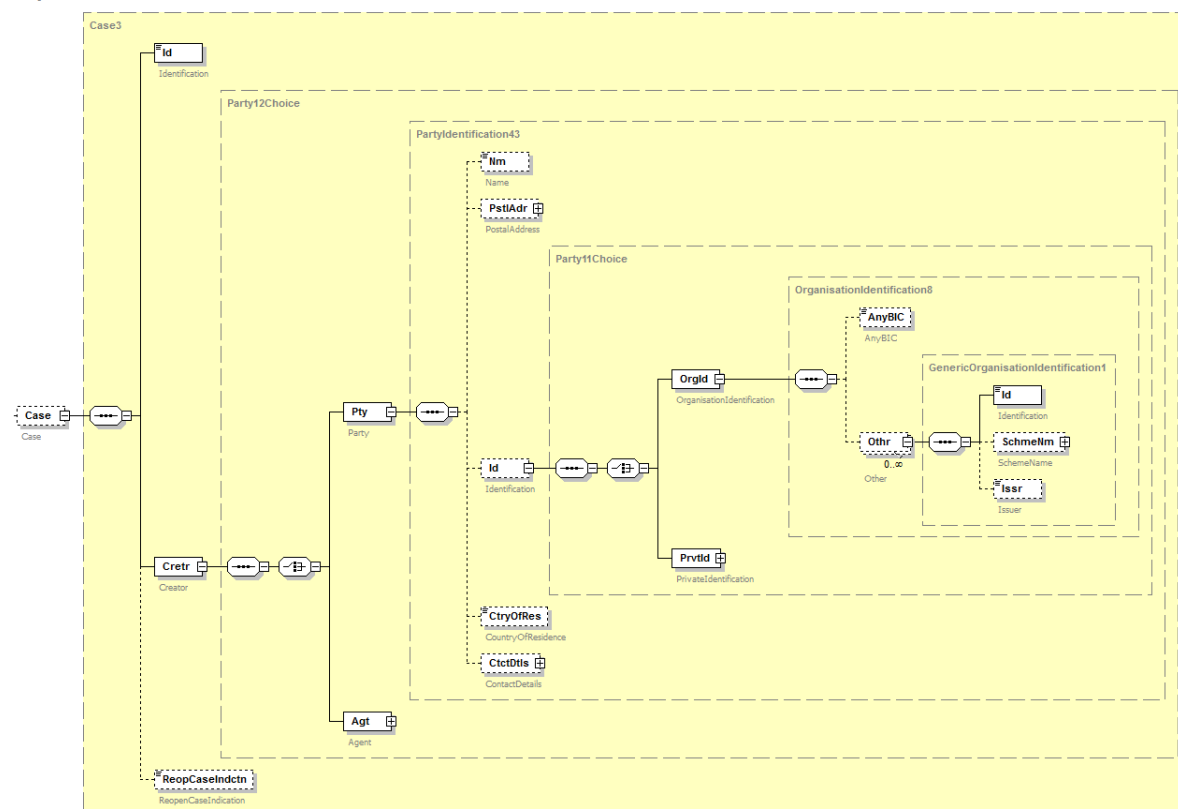 Case3
Id
Identification
Party12Choice
PartyIdentification43
Nm
Name
PstlAdr
PostalAddress
Party11Choice
OrganisationIdentification8
AnyBIC
AnyBIC
GenericOrganisationIdentification1
OrgId
OrganisationIdentification
Id
Identification
Case
Case
Pty
Party
Othr
0..∞
Other
SchmeNm
SchemeName
Id
Identification
Issr
Issuer
PrvtId
PrivateIdentification
Cretr
Creator
CtryOfRes
CountryOfResidence
CtctDtls
ContactDetails
Agt
Agent
ReopCaseIndctn
ReopenCaseIndication